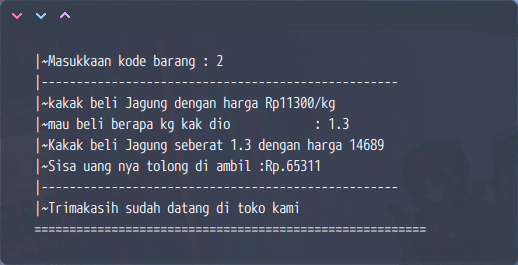 |~Masukkaan kode barang : 2
|---------------------------------------------------
|~kakak beli Jagung dengan harga Rp11300/kg
|~mau beli berapa kg kak dio            : 1.3
|~Kakak beli Jagung seberat 1.3 dengan harga 14689
|~Sisa uang nya tolong di ambil :Rp.65311
|---------------------------------------------------
|~Trimakasih sudah datang di toko kami
========================================================